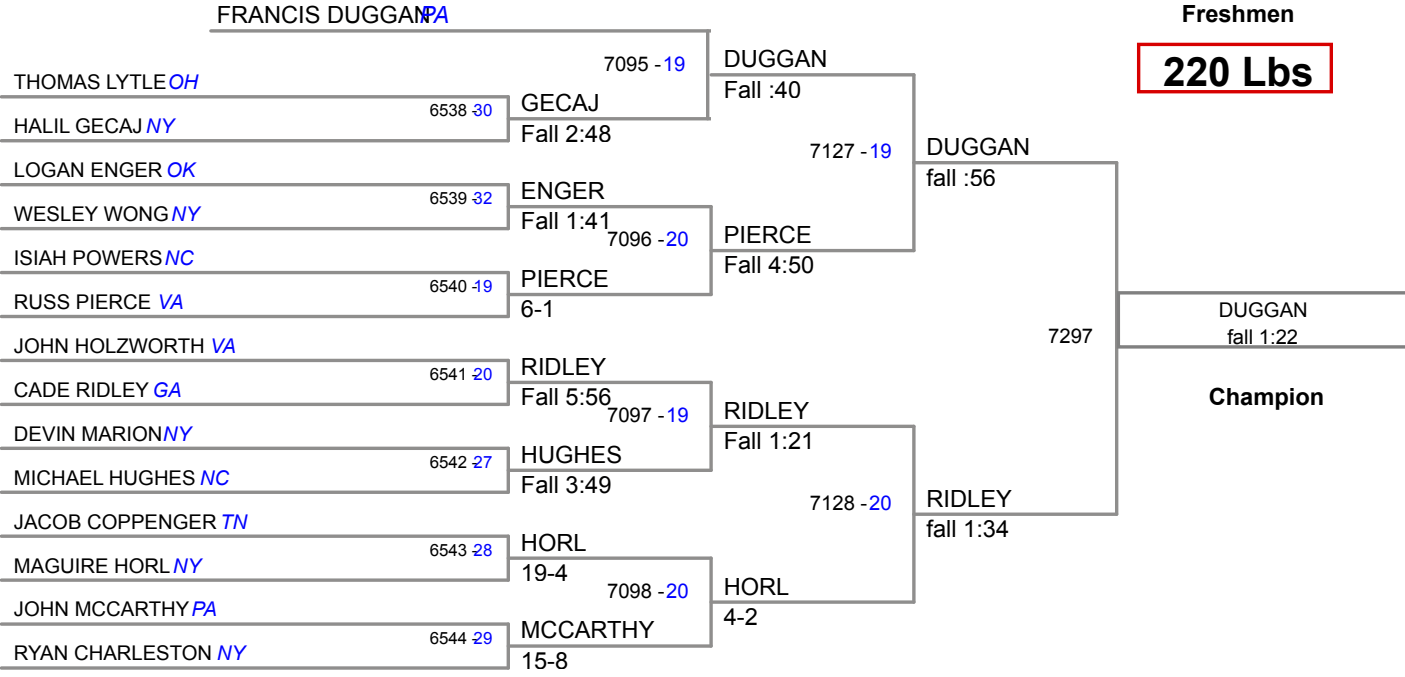 FRANCIS DUGGAN PA
Freshmen
220 Lbs
7095 - 19
DUGGAN
Fall :40
THOMAS LYTLE OH
6538 - 30
GECAJ
Fall 2:48
HALIL GECAJ NY
7127 - 19
DUGGAN
fall :56
LOGAN ENGER OK
6539 - 32
ENGER
Fall 1:41
WESLEY WONG NY
7096 - 20
PIERCE
Fall 4:50
ISIAH POWERS NC
6540 - 19
PIERCE
6-1
RUSS PIERCE VA
7297
DUGGAN
fall 1:22
Champion
JOHN HOLZWORTH VA
6541 - 20
RIDLEY
Fall 5:56
CADE RIDLEY GA
7097 - 19
RIDLEY
Fall 1:21
DEVIN MARION NY
6542 - 27
HUGHES
Fall 3:49
MICHAEL HUGHES NC
7128 - 20
RIDLEY
fall 1:34
JACOB COPPENGER TN
6543 - 28
HORL
19-4
MAGUIRE HORL NY
7098 - 20
HORL
4-2
JOHN MCCARTHY PA
6544 - 29
MCCARTHY
15-8
RYAN CHARLESTON NY